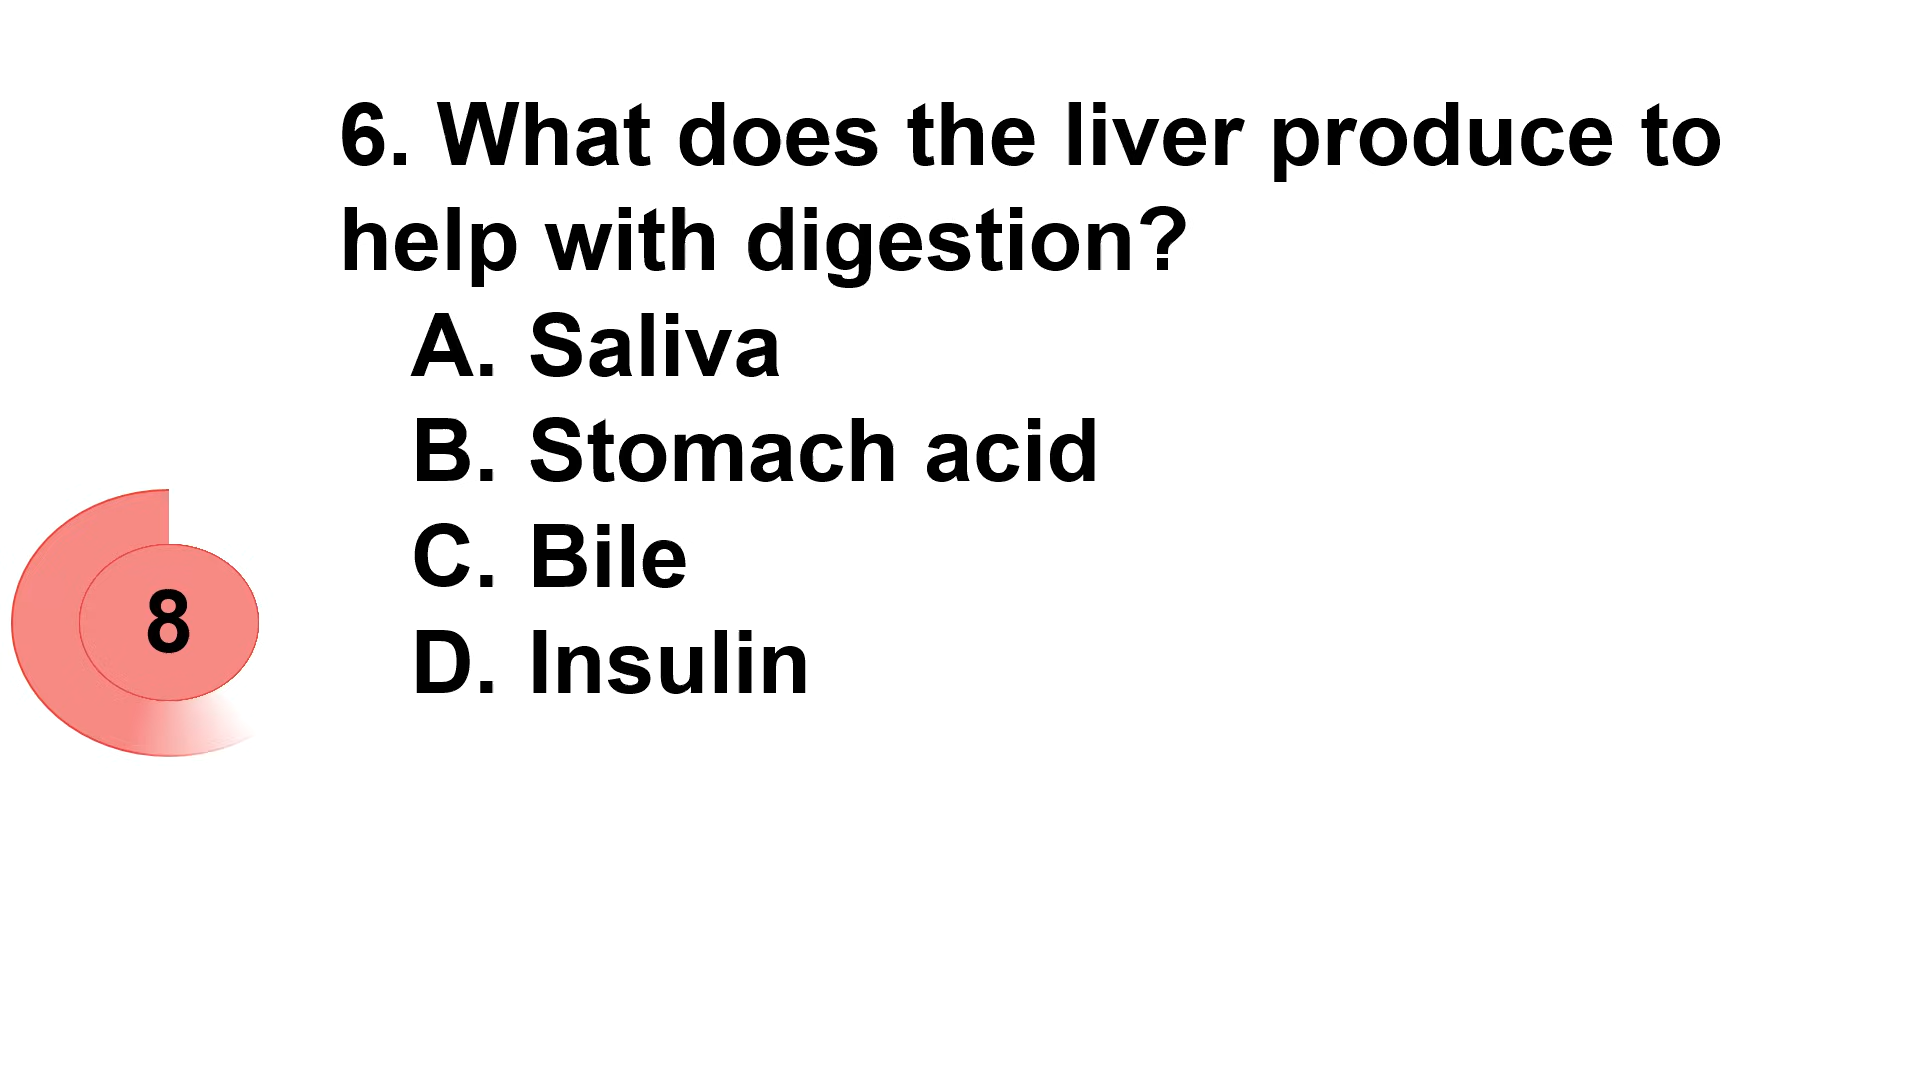 6. What does the liver produce to
help with digestion?
A. Saliva
B. Stomach acid
C. Bile
D. Insulin
8